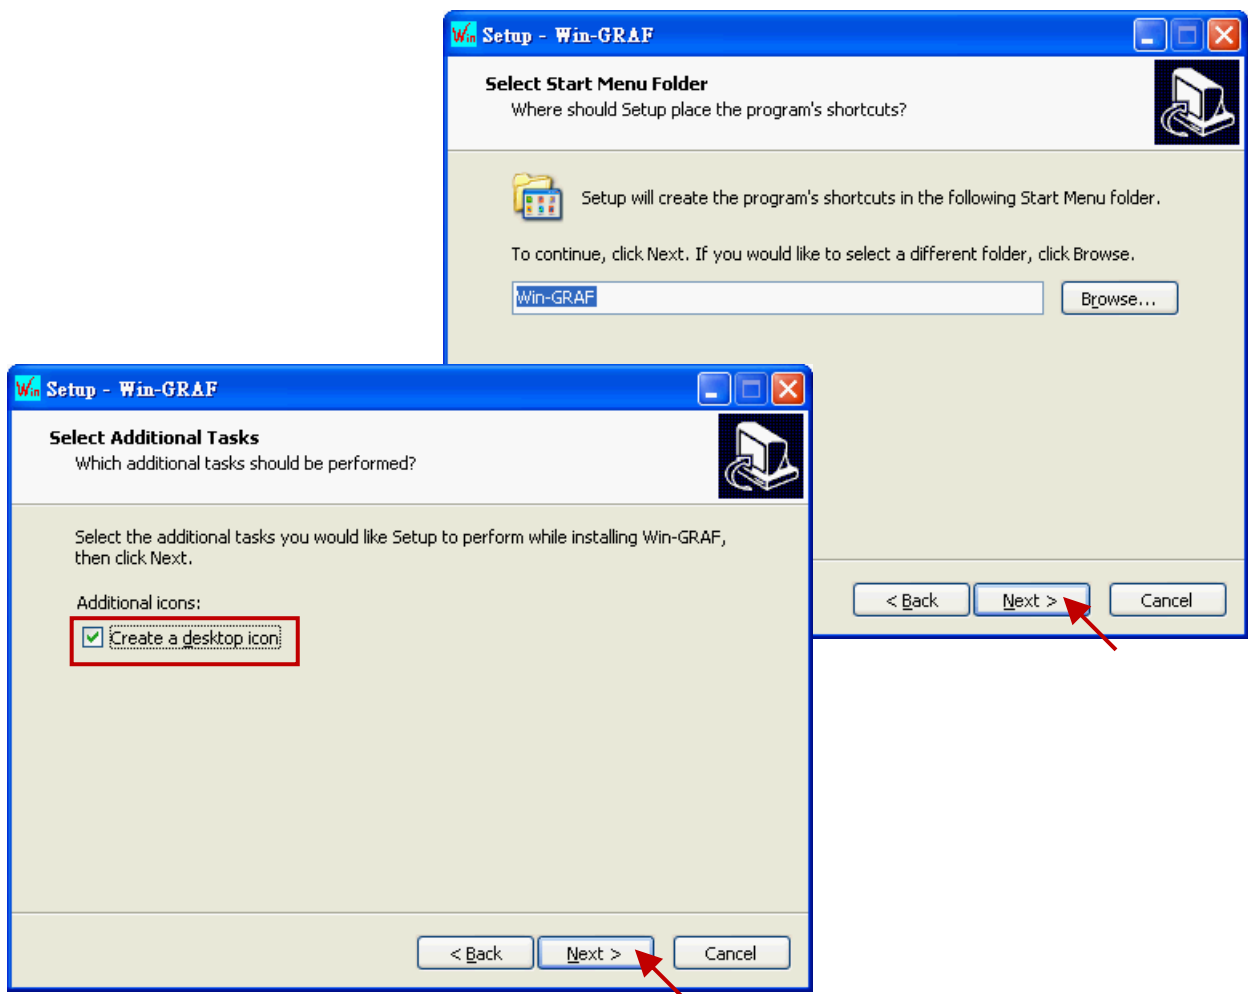 Win Setup - Win-GRAF
Select Start Menu Folder
Where should Setup place the program's shortcuts?
Setup will create the program's shortcuts in the following Start Menu folder.
To continue, click Next. If you would like to select a different folder, click Browse.
Win-GRAF
Browse...
< Back
Next >
Cancel
Win Setup - Win-GRAF
Select Additional Tasks
Which additional tasks should be performed?
Select the additional tasks you would like Setup to perform while installing Win-GRAF,
then click Next.
Additional icons:
Create a desktop icon
< Back
Next >
Cancel